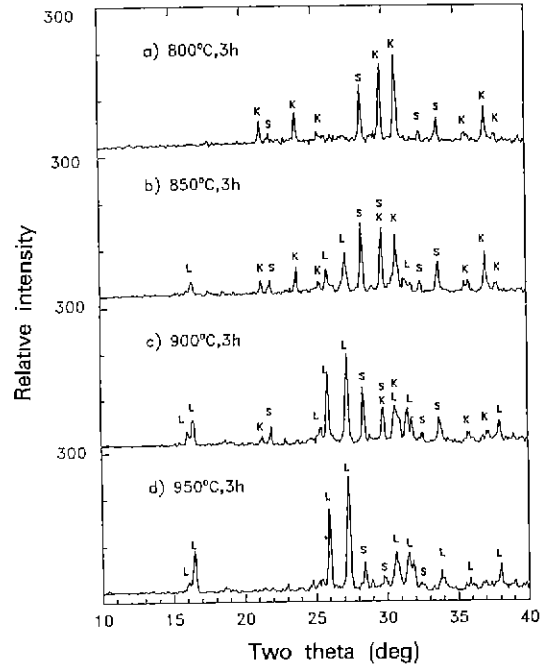 300
a) 800°C,3h
K S K K S K K S S K K K
300
b) 850°C,3h
L K S K K L L S S K K L S S K K K
300
c) 900°C,3h
L L K S L L L S S K K L L S S K K L
300
d) 950°C,3h
L L L L S S L L S L L L
10 15 20 25 30 35 40
Two theta (deg)
Relative intensity